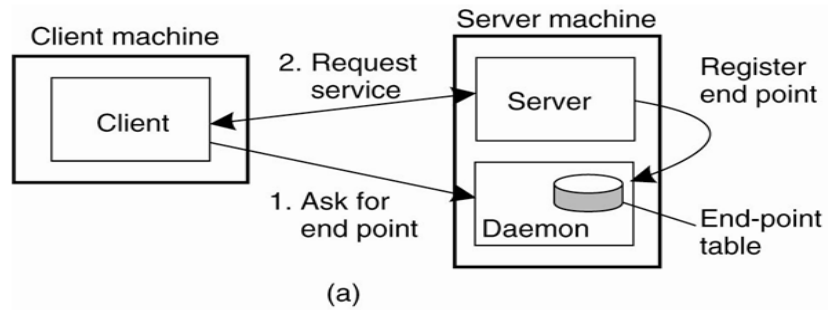 Client machine
Server machine
2. Request
service
Register
end point
Client
Server
1. Ask for
end point
Daemon
End-point
table
(a)